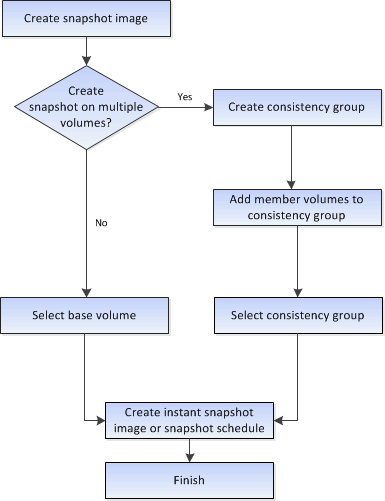 Create snapshot image
Create
snapshot on multiple
volumes?
Yes
Create consistency group
Add member volumes to
consistency group
No
Select base volume
Select consistency group
Create instant snapshot
image or snapshot schedule
Finish